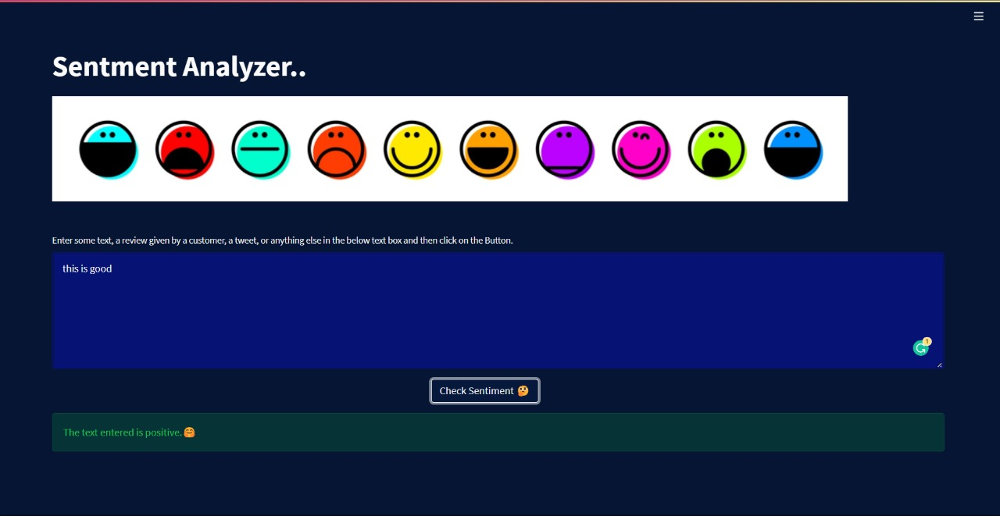 Sentment Analyzer..
Enter some text, a review given by a customer, a tweet, or anything else in the below text box and then click on the Button.
this is good
1
Check Sentiment 🤔
The text entered is positive. 🤗